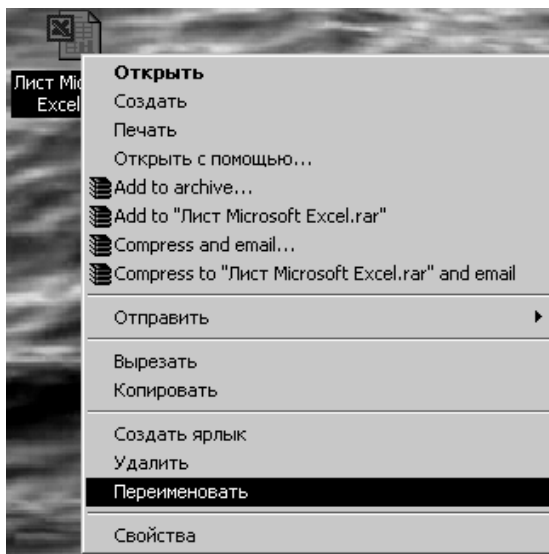 Лист Mic
Excel
Открыть
Создать
Печать
Открыть с помощью...
Add to archive...
Add to "Лист Microsoft Excel.rar"
Compress and email...
Compress to "Лист Microsoft Excel.rar" and email
Отправить
Вырезать
Копировать
Создать ярлык
Удалить
Переименовать
Свойства